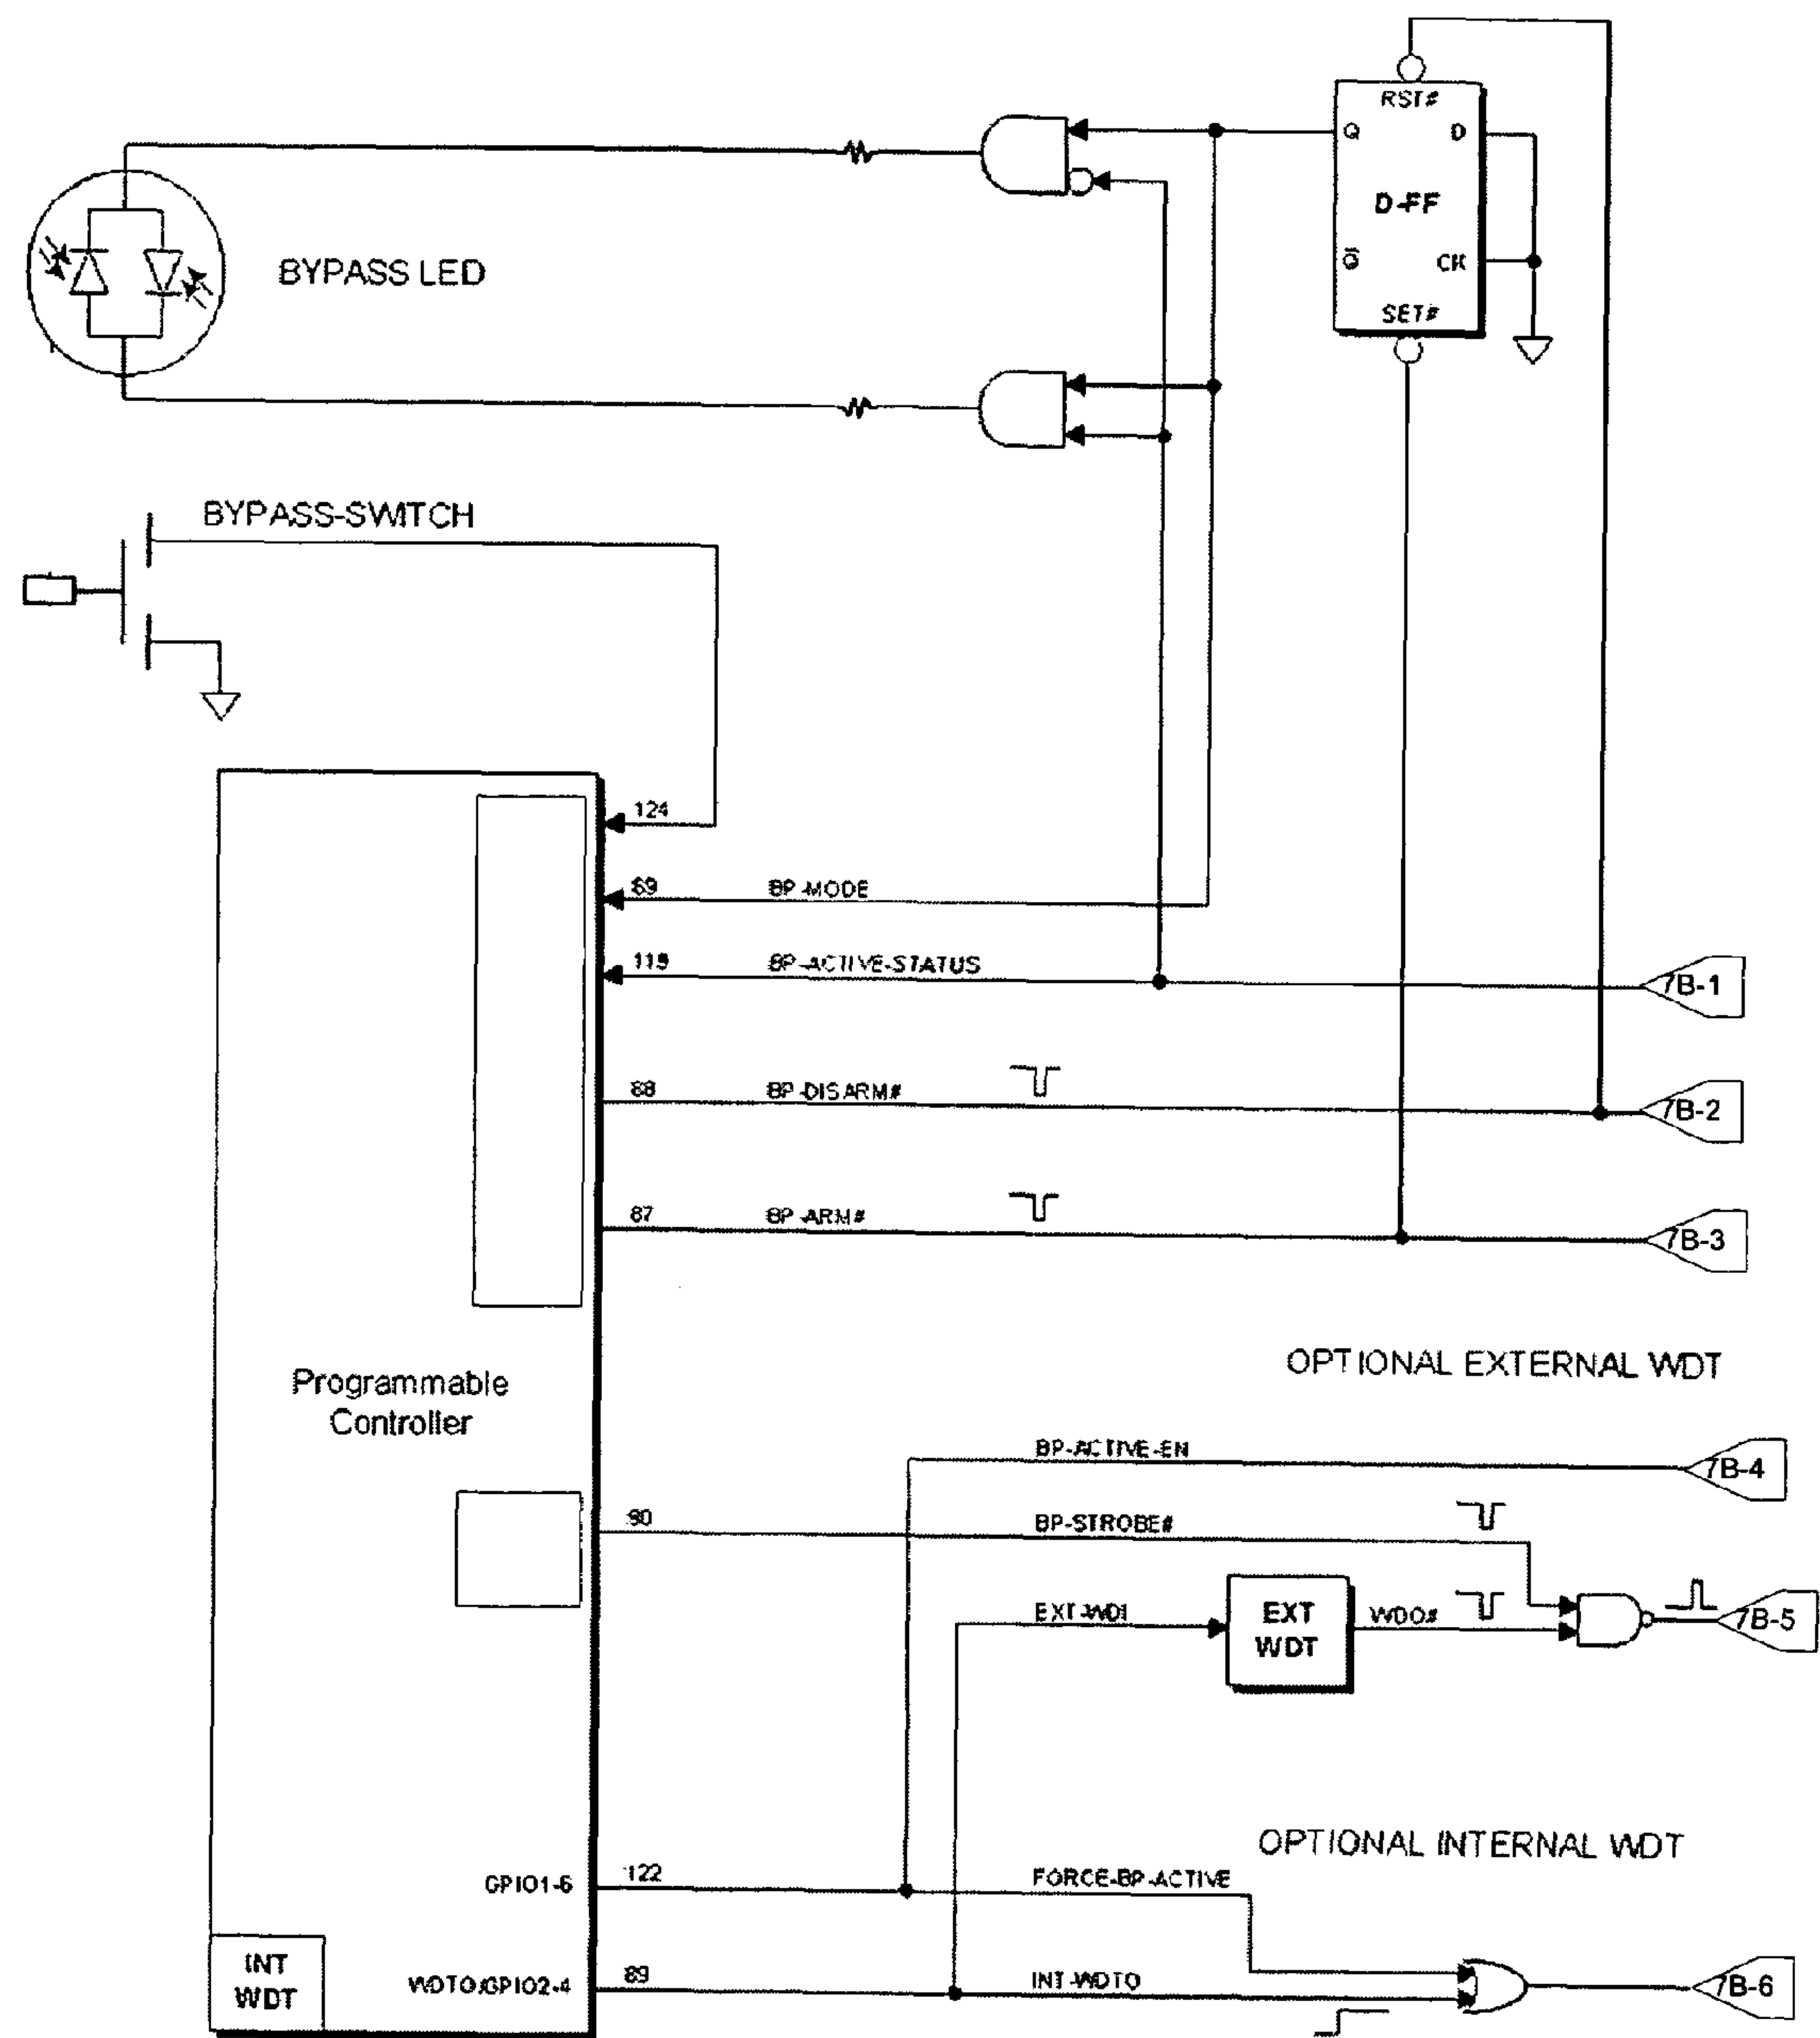 RST#
Q D
D-FF
Q̄ CK
SET#
BYPASS LED
BYPASS-SWITCH
124
69 BP-MODE
119 BP-ACTIVE-STATUS
7B-1
88 BP-DISARM#
7B-2
87 BP-ARM#
7B-3
OPTIONAL EXTERNAL WDT
Programmable
Controller
BP-ACTIVE-EN
7B-4
90 BP-STROBE#
EXT-WDI
EXT
WDT
WDO#
7B-5
OPTIONAL INTERNAL WDT
GPIO1-6 122 FORCE-BP-ACTIVE
INT
WDT
WDTO/GPIO2-4 89 INT-WDTO
7B-6